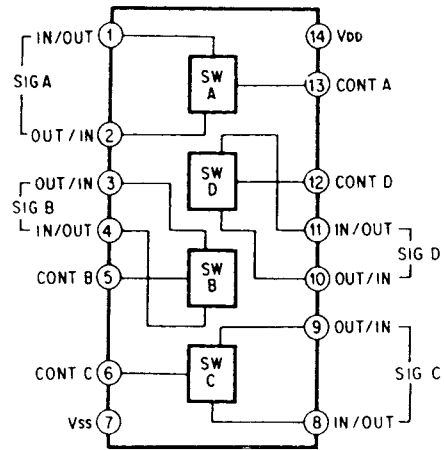 IN/OUT 1 14 VDD
SIG A SW A 13 CONT A
OUT/IN 2
OUT/IN 3 SW D 12 CONT D
SIG B
IN/OUT 4 11 IN/OUT
SIG D
CONT B 5 SW B 10 OUT/IN
9 OUT/IN
CONT C 6 SW C SIG C
VSS 7 8 IN/OUT